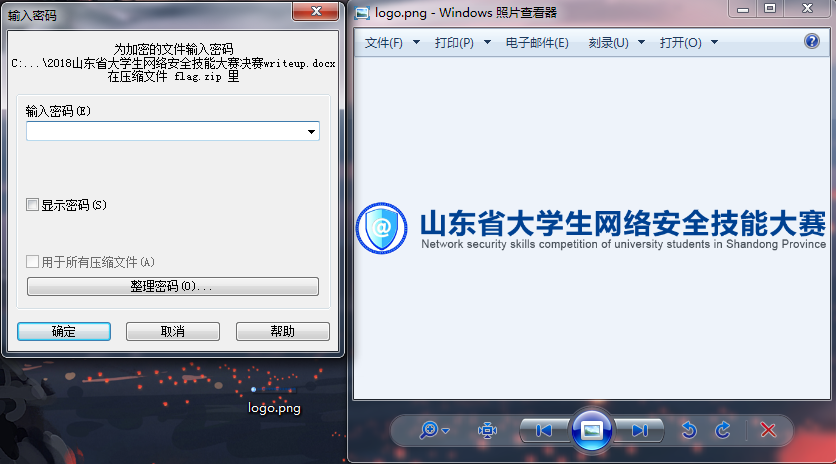 输入密码
为加密的文件输入密码
C:...\2018山东省大学生网络安全技能大赛决赛writeup.docx
在压缩文件 flag.zip 里
输入密码(E)
显示密码(S)
用于所有压缩文件(A)
整理密码(O)...
确定
取消
帮助
logo.png
logo.png - Windows 照片查看器
文件(F)
打印(P)
电子邮件(E)
刻录(U)
打开(O)
@
山东省大学生网络安全技能大赛
Network security skills competition of university students in Shandong Province